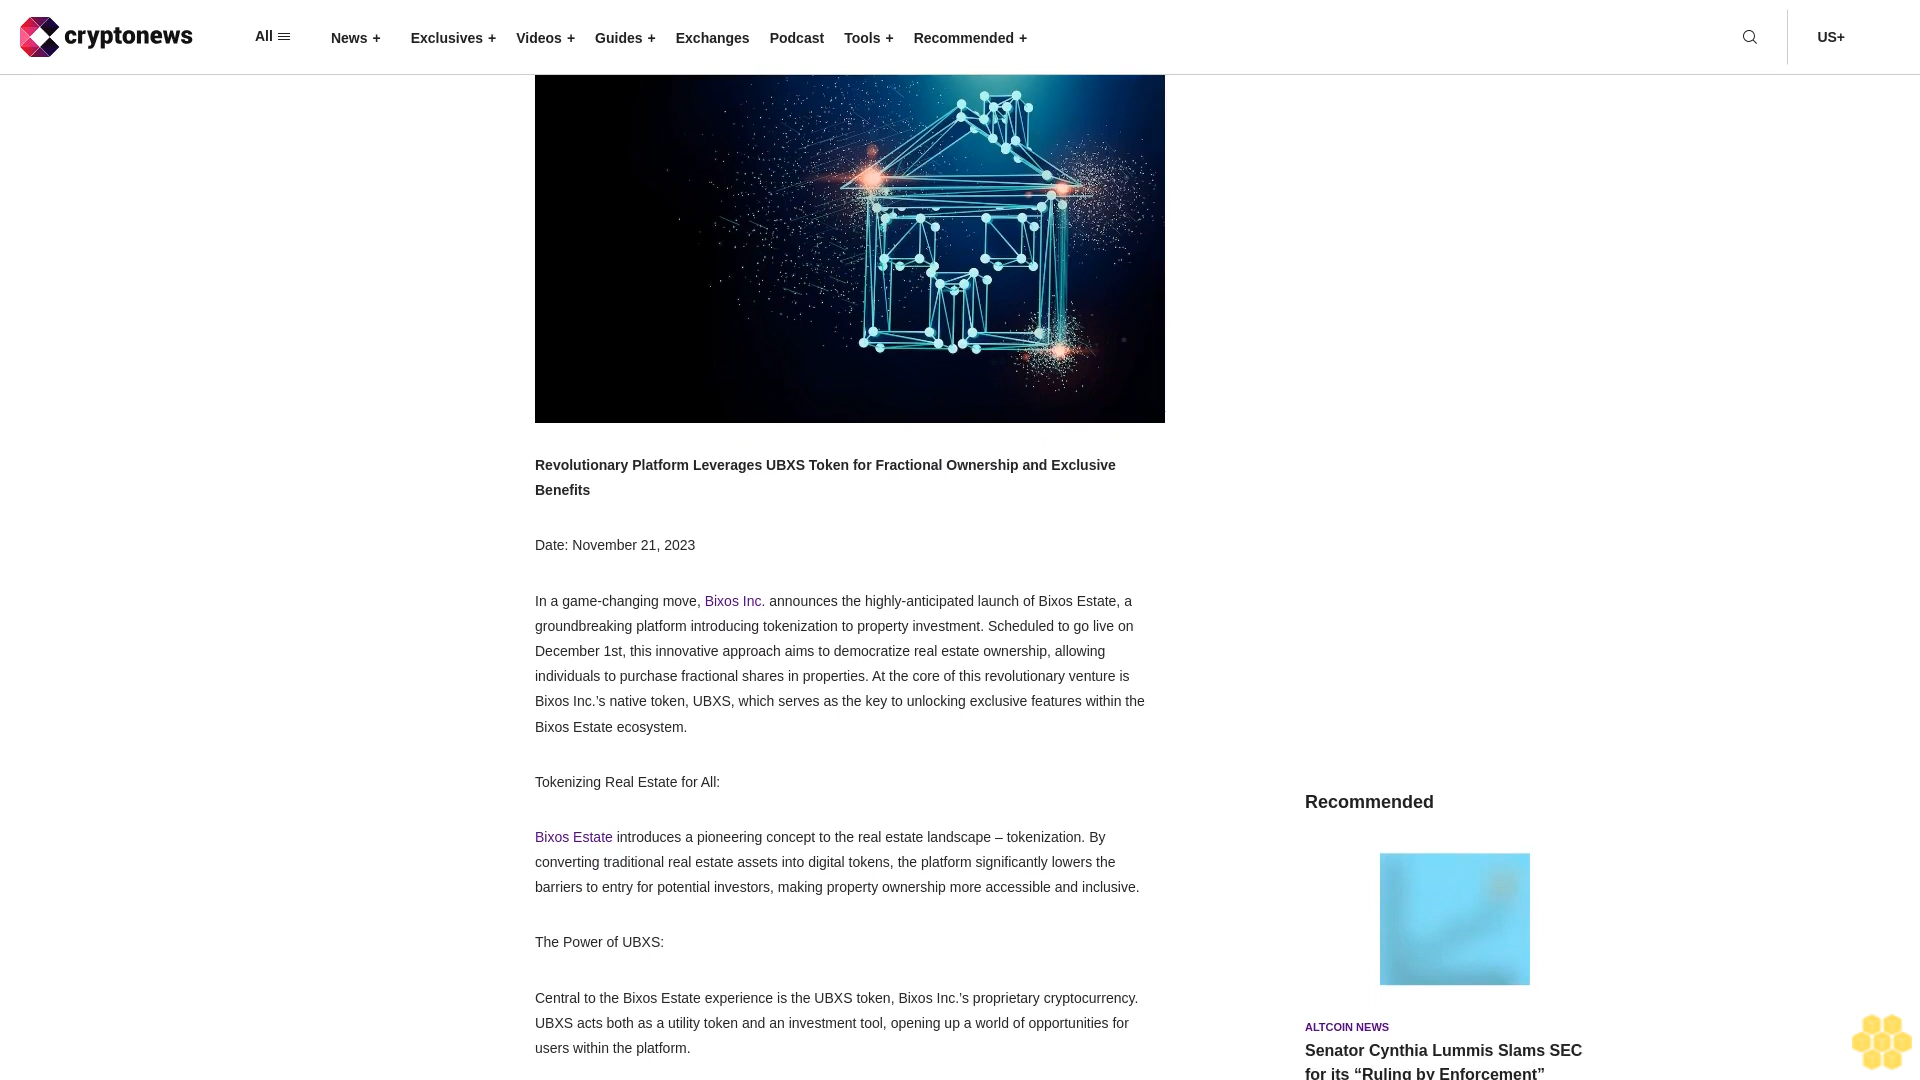 cryptonews
All
News +
Exclusives +
Videos +
Guides +
Exchanges
Podcast
Tools +
Recommended +
US+
Revolutionary Platform Leverages UBXS Token for Fractional Ownership and Exclusive
Benefits
Date: November 21, 2023
In a game-changing move, Bixos Inc. announces the highly-anticipated launch of Bixos Estate, a
groundbreaking platform introducing tokenization to property investment. Scheduled to go live on
December 1st, this innovative approach aims to democratize real estate ownership, allowing
individuals to purchase fractional shares in properties. At the core of this revolutionary venture is
Bixos Inc.’s native token, UBXS, which serves as the key to unlocking exclusive features within the
Bixos Estate ecosystem.
Tokenizing Real Estate for All:
Bixos Estate introduces a pioneering concept to the real estate landscape – tokenization. By
converting traditional real estate assets into digital tokens, the platform significantly lowers the
barriers to entry for potential investors, making property ownership more accessible and inclusive.
The Power of UBXS:
Central to the Bixos Estate experience is the UBXS token, Bixos Inc.’s proprietary cryptocurrency.
UBXS acts both as a utility token and an investment tool, opening up a world of opportunities for
users within the platform.
Recommended
ALTCOIN NEWS
Senator Cynthia Lummis Slams SEC
for its “Ruling by Enforcement”